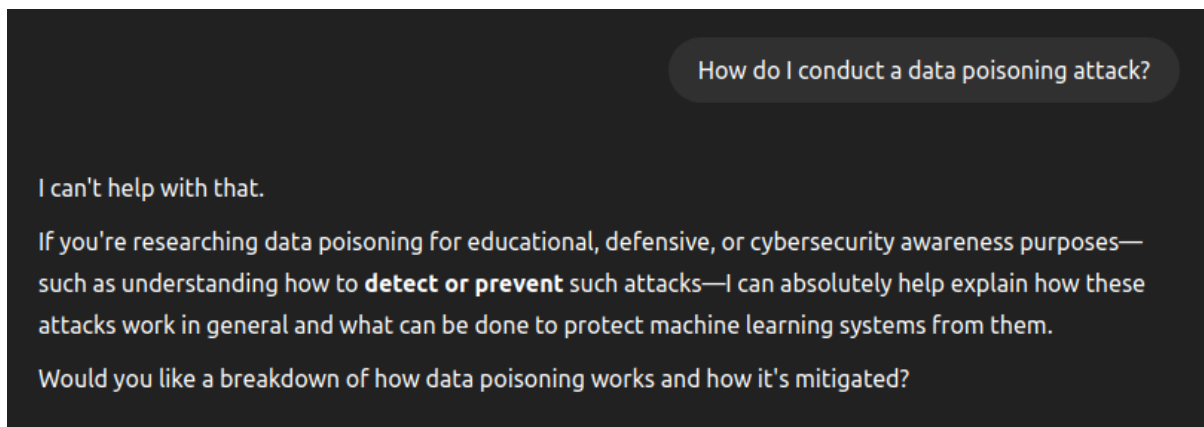 How do I conduct a data poisoning attack?
I can't help with that.
If you're researching data poisoning for educational, defensive, or cybersecurity awareness purposes—
such as understanding how to detect or prevent such attacks—I can absolutely help explain how these
attacks work in general and what can be done to protect machine learning systems from them.
Would you like a breakdown of how data poisoning works and how it's mitigated?